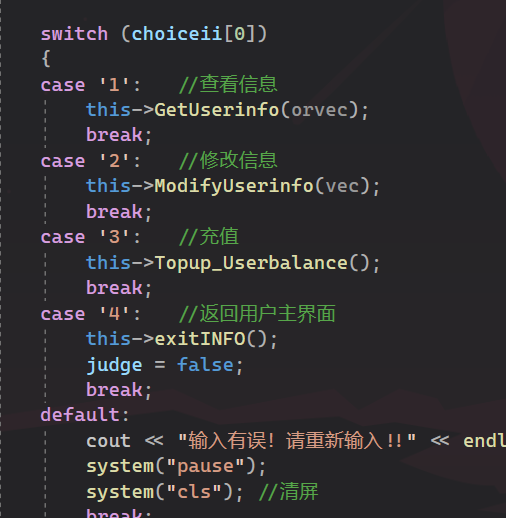 switch (choiceii[0])
{
case '1':   //查看信息
    this->GetUserinfo(orvec);
    break;
case '2':   //修改信息
    this->ModifyUserinfo(vec);
    break;
case '3':   //充值
    this->Topup_Userbalance();
    break;
case '4':   //返回用户主界面
    this->exitINFO();
    judge = false;
    break;
default:
    cout << "输入有误！请重新输入!!" << endl
    system("pause");
    system("cls"); //清屏
    break;